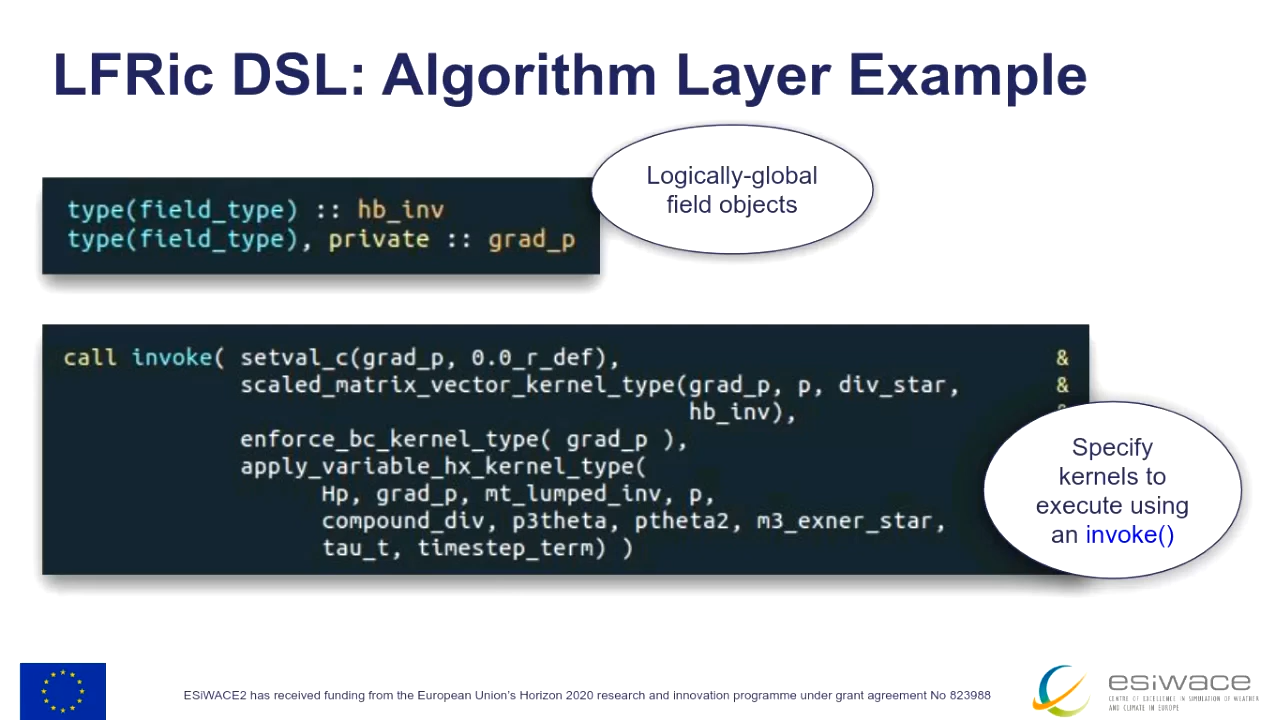 LFRic DSL: Algorithm Layer Example
Logically-global
field objects
type(field_type) :: hb_inv
type(field_type), private :: grad_p
call invoke( setval_c(grad_p, 0.0_r_def), &
scaled_matrix_vector_kernel_type(grad_p, p, div_star, &
hb_inv),
enforce_bc_kernel_type( grad_p ),
apply_variable_hx_kernel_type(
Hp, grad_p, mt_lumped_inv, p,
compound_div, p3theta, ptheta2, m3_exner_star,
tau_t, timestep_term) )
Specify
kernels to
execute using
an invoke()
ESiWACE2 has received funding from the European Union's Horizon 2020 research and innovation programme under grant agreement No 823988
esiwace
CENTRE OF EXCELLENCE IN SIMULATION OF WEATHER
AND CLIMATE IN EUROPE